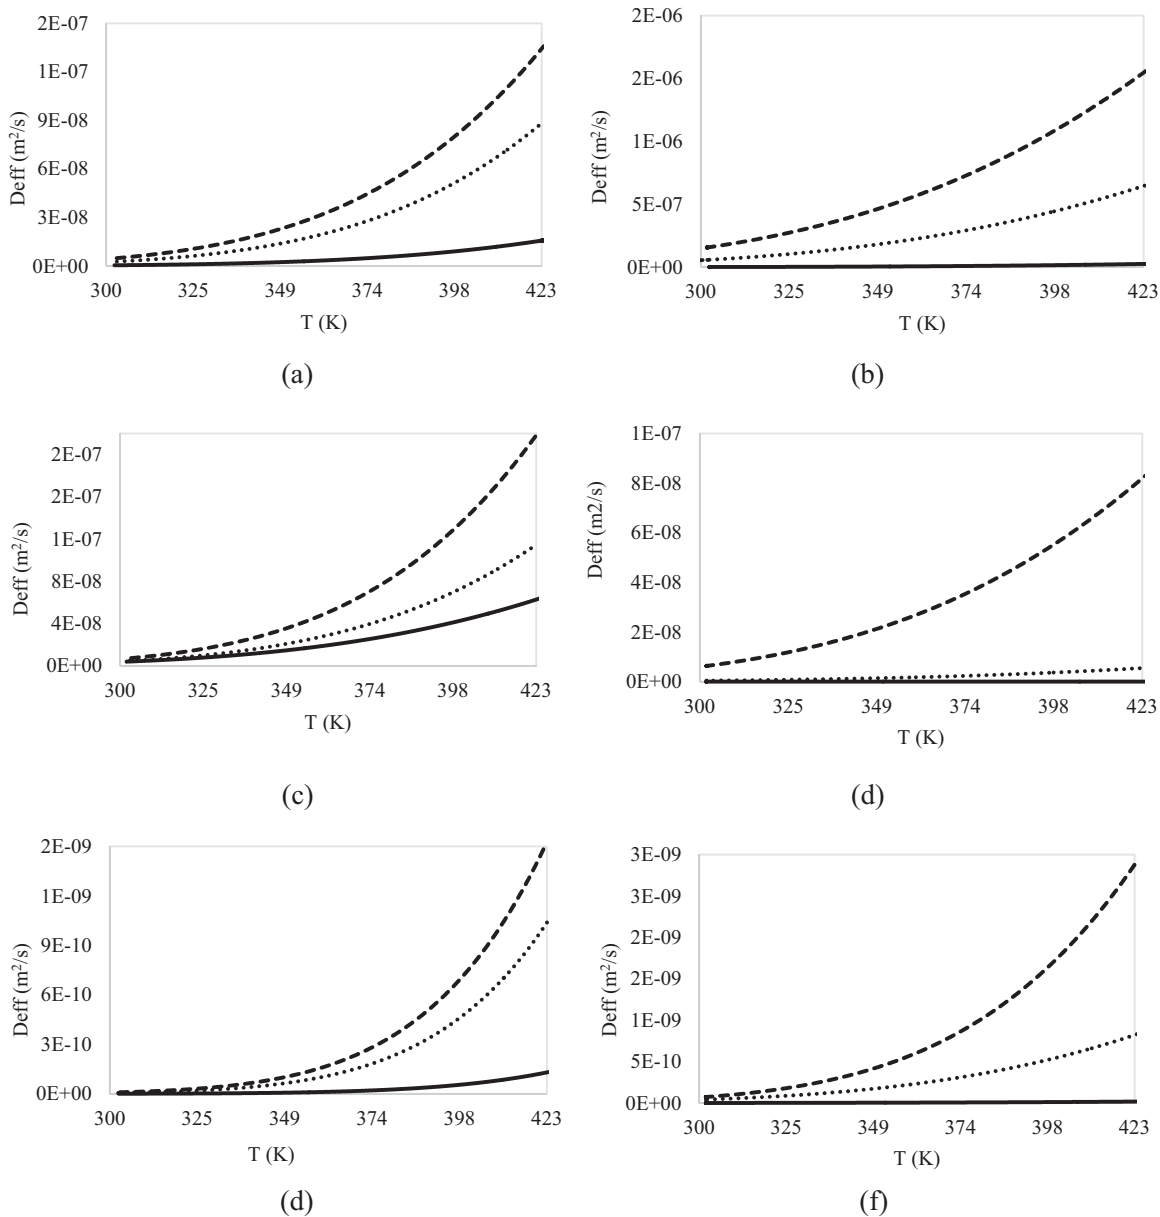 2E-07
1E-07
9E-08
6E-08
3E-08
0E+00
Deff (m²/s)
300 325 349 374 398 423
T (K)
(a)
2E-06
2E-06
1E-06
5E-07
0E+00
Deff (m²/s)
300 325 349 374 398 423
T (K)
(b)
2E-07
2E-07
1E-07
8E-08
4E-08
0E+00
Deff (m²/s)
300 325 349 374 398 423
T (K)
(c)
1E-07
8E-08
6E-08
4E-08
2E-08
0E+00
Deff (m2/s)
300 325 349 374 398 423
T (K)
(d)
2E-09
1E-09
9E-10
6E-10
3E-10
0E+00
Deff (m²/s)
300 325 349 374 398 423
T (K)
(d)
3E-09
3E-09
2E-09
2E-09
1E-09
5E-10
0E+00
Deff (m²/s)
300 325 349 374 398 423
T (K)
(f)